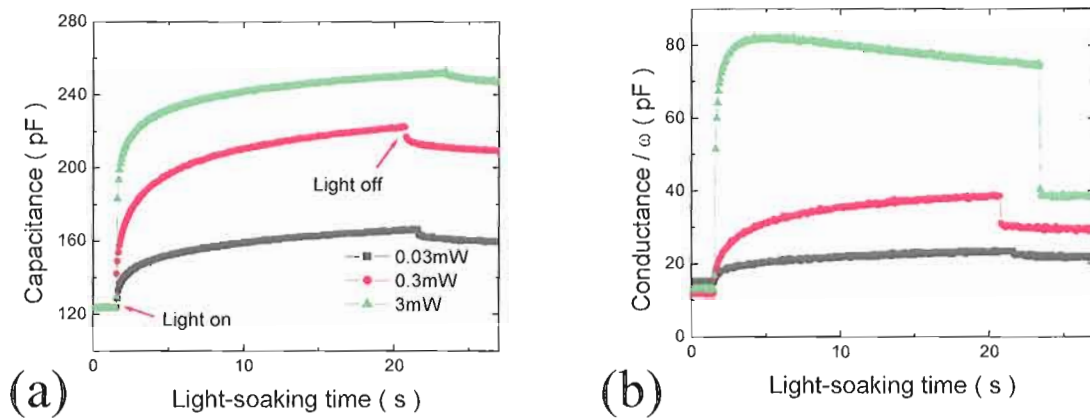 280
240
200
160
120
Capacitance ( pF )
Light off
0.03mW
0.3mW
3mW
Light on
0
10
20
Light-soaking time ( s )
(a)
80
60
40
20
0
Conductance / ω ( pF )
0
10
20
Light-soaking time ( s )
(b)